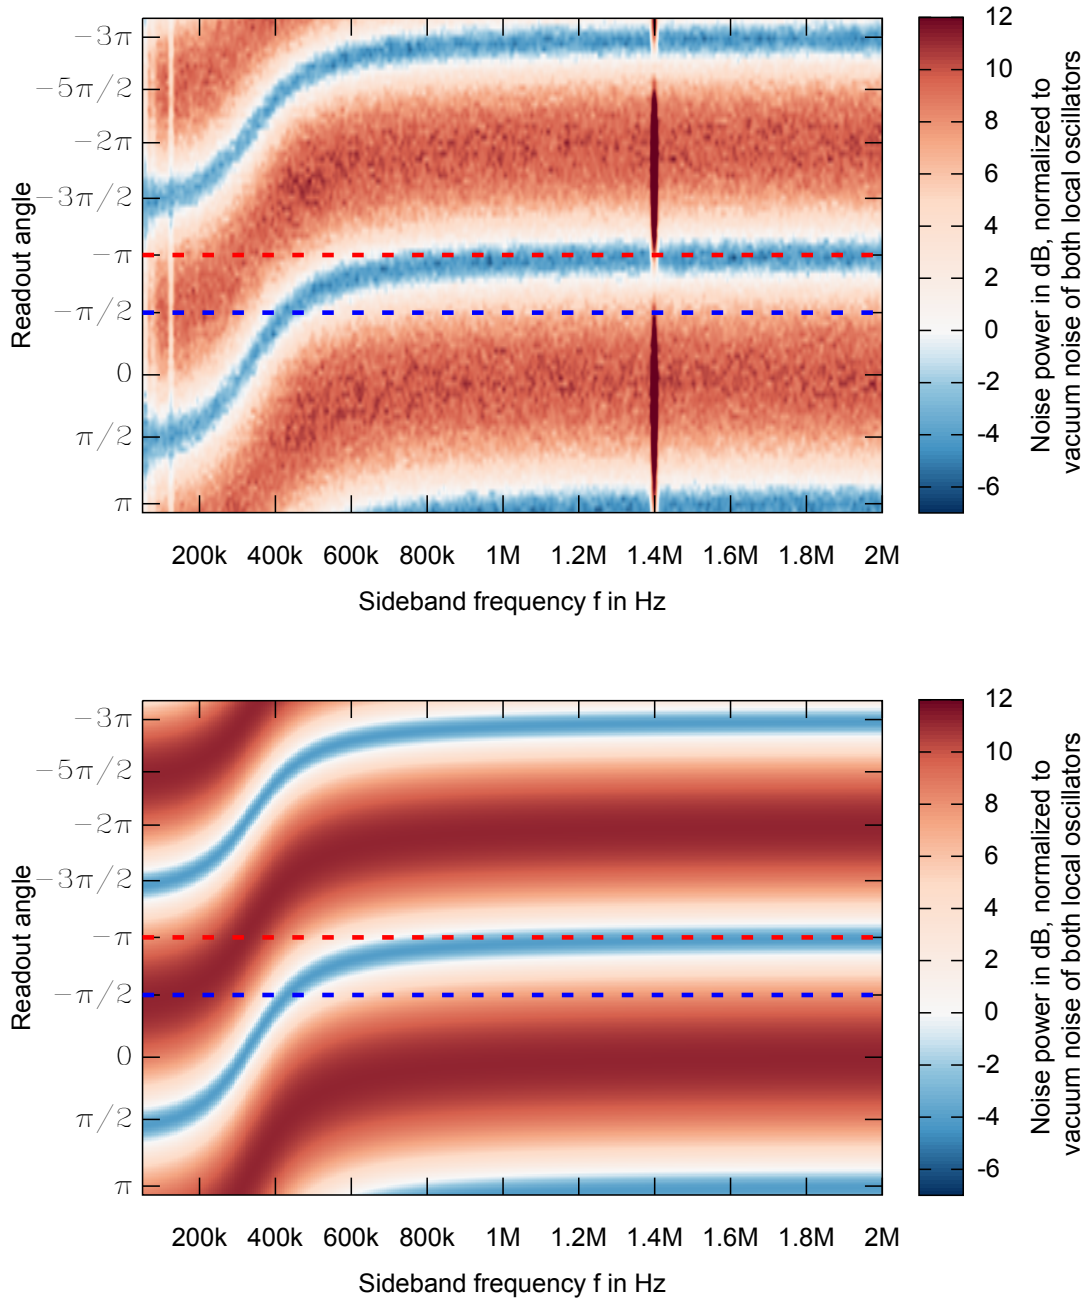 −3π
−5π/2
−2π
−3π/2
−π
−π/2
0
π/2
π
Readout angle
200k 400k 600k 800k 1M 1.2M 1.4M 1.6M 1.8M 2M
Sideband frequency f in Hz
12
10
8
6
4
2
0
-2
-4
-6
Noise power in dB, normalized to
vacuum noise of both local oscillators
−3π
−5π/2
−2π
−3π/2
−π
−π/2
0
π/2
π
Readout angle
200k 400k 600k 800k 1M 1.2M 1.4M 1.6M 1.8M 2M
Sideband frequency f in Hz
12
10
8
6
4
2
0
-2
-4
-6
Noise power in dB, normalized to
vacuum noise of both local oscillators